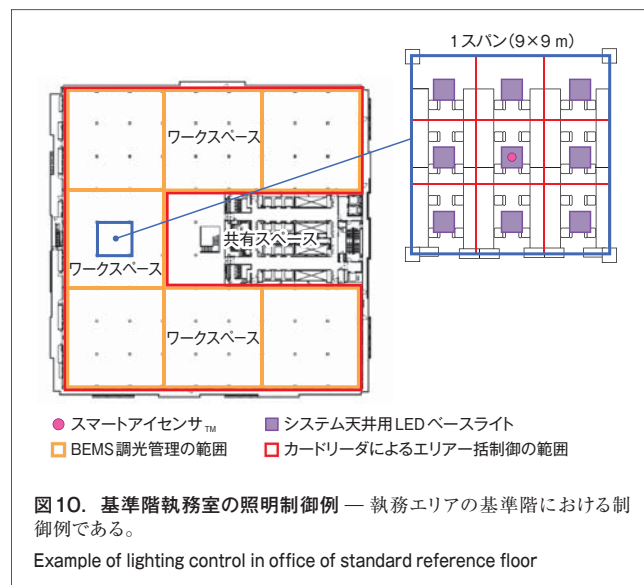 1スパン(9×9 m)
ワークスペース
共有スペース
ワークスペース
ワークスペース
スマートアイセンサTM
システム天井用LEDベースライト
BEMS調光管理の範囲
カードリーダによるエリア一括制御の範囲
図10. 基準階執務室の照明制御例 — 執務エリアの基準階における制
御例である。
Example of lighting control in office of standard reference floor